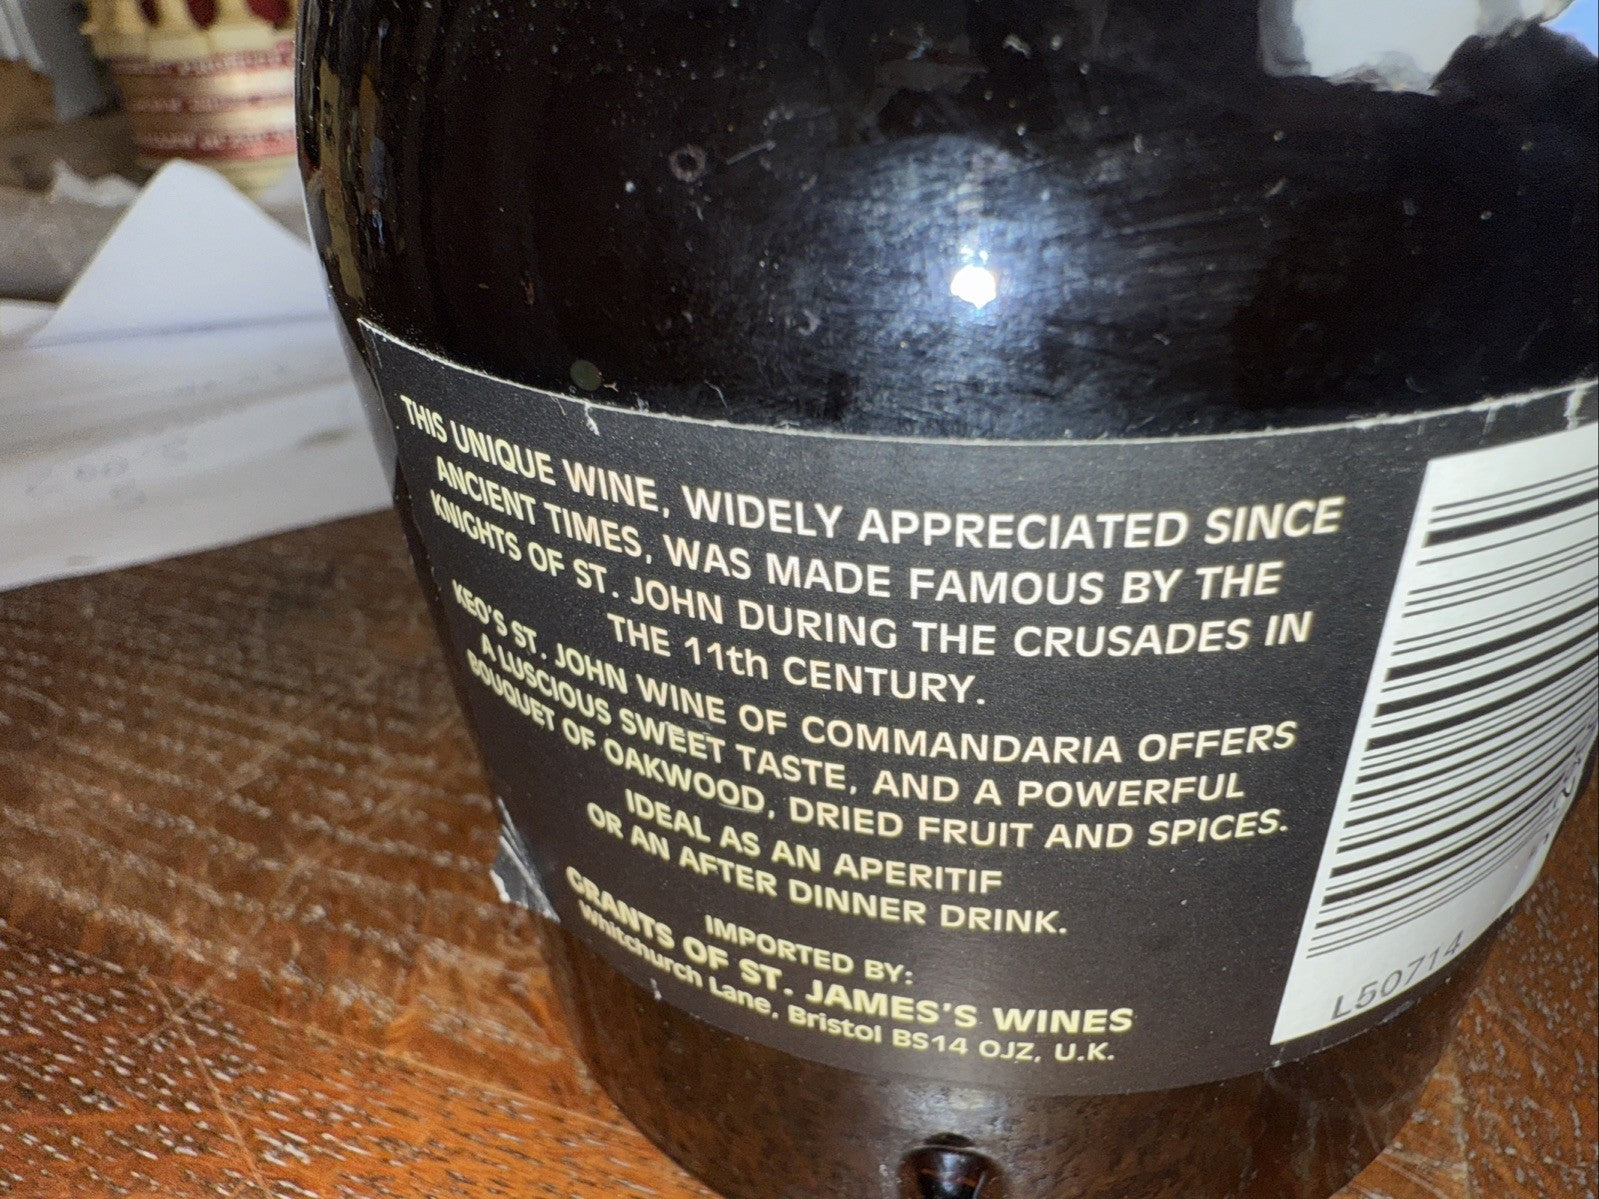 THIS UNIQUE WINE, WIDELY APPRECIATED SINCE
ANCIENT TIMES, WAS MADE FAMOUS BY THE
KNIGHTS OF ST. JOHN DURING THE CRUSADES IN
THE 11th CENTURY.
KEO'S ST. JOHN WINE OF COMMANDARIA OFFERS
A LUSCIOUS SWEET TASTE, AND A POWERFUL
BOUQUET OF OAKWOOD, DRIED FRUIT AND SPICES.
IDEAL AS AN APERITIF
OR AN AFTER DINNER DRINK.
IMPORTED BY:
GRANTS OF ST. JAMES'S WINES
Whitchurch Lane, Bristol BS14 OJZ, U.K.
L50714